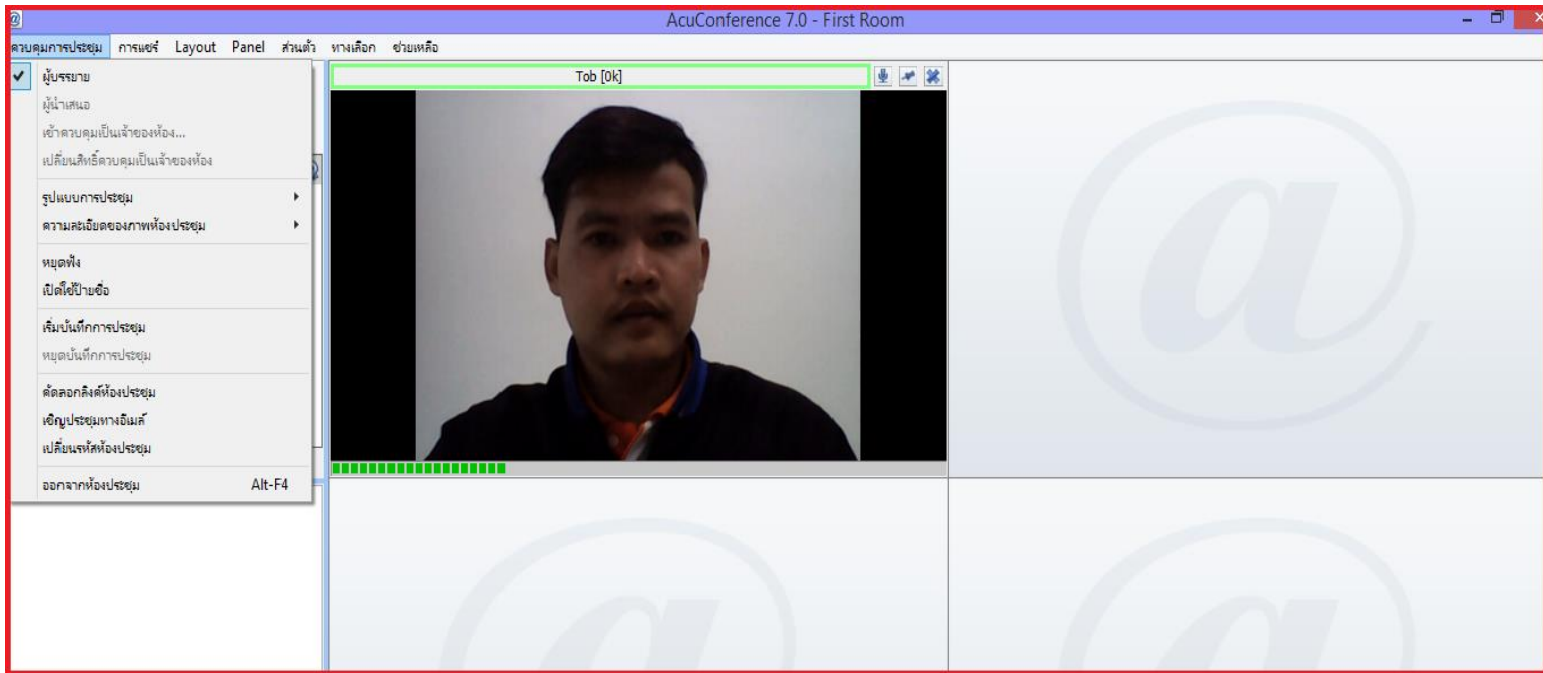 AcuConference 7.0 - First Room
ควบคุมการประชุม การแชร์ Layout Panel ส่วนตัว ทางเลือก ช่วยเหลือ
ผู้บรรยาย
ผู้นำเสนอ
เข้าควบคุมเป็นเจ้าของห้อง...
เปลี่ยนสิทธิ์ควบคุมเป็นเจ้าของห้อง
รูปแบบการประชุม
ความละเอียดของภาพห้องประชุม
หยุดฟัง
เปิดใช้ป้ายชื่อ
เริ่มบันทึกการประชุม
หยุดบันทึกการประชุม
คัดลอกลิงค์ห้องประชุม
เชิญประชุมทางอีเมล์
เปลี่ยนรหัสห้องประชุม
ออกจากห้องประชุม Alt-F4
Tob [0k]